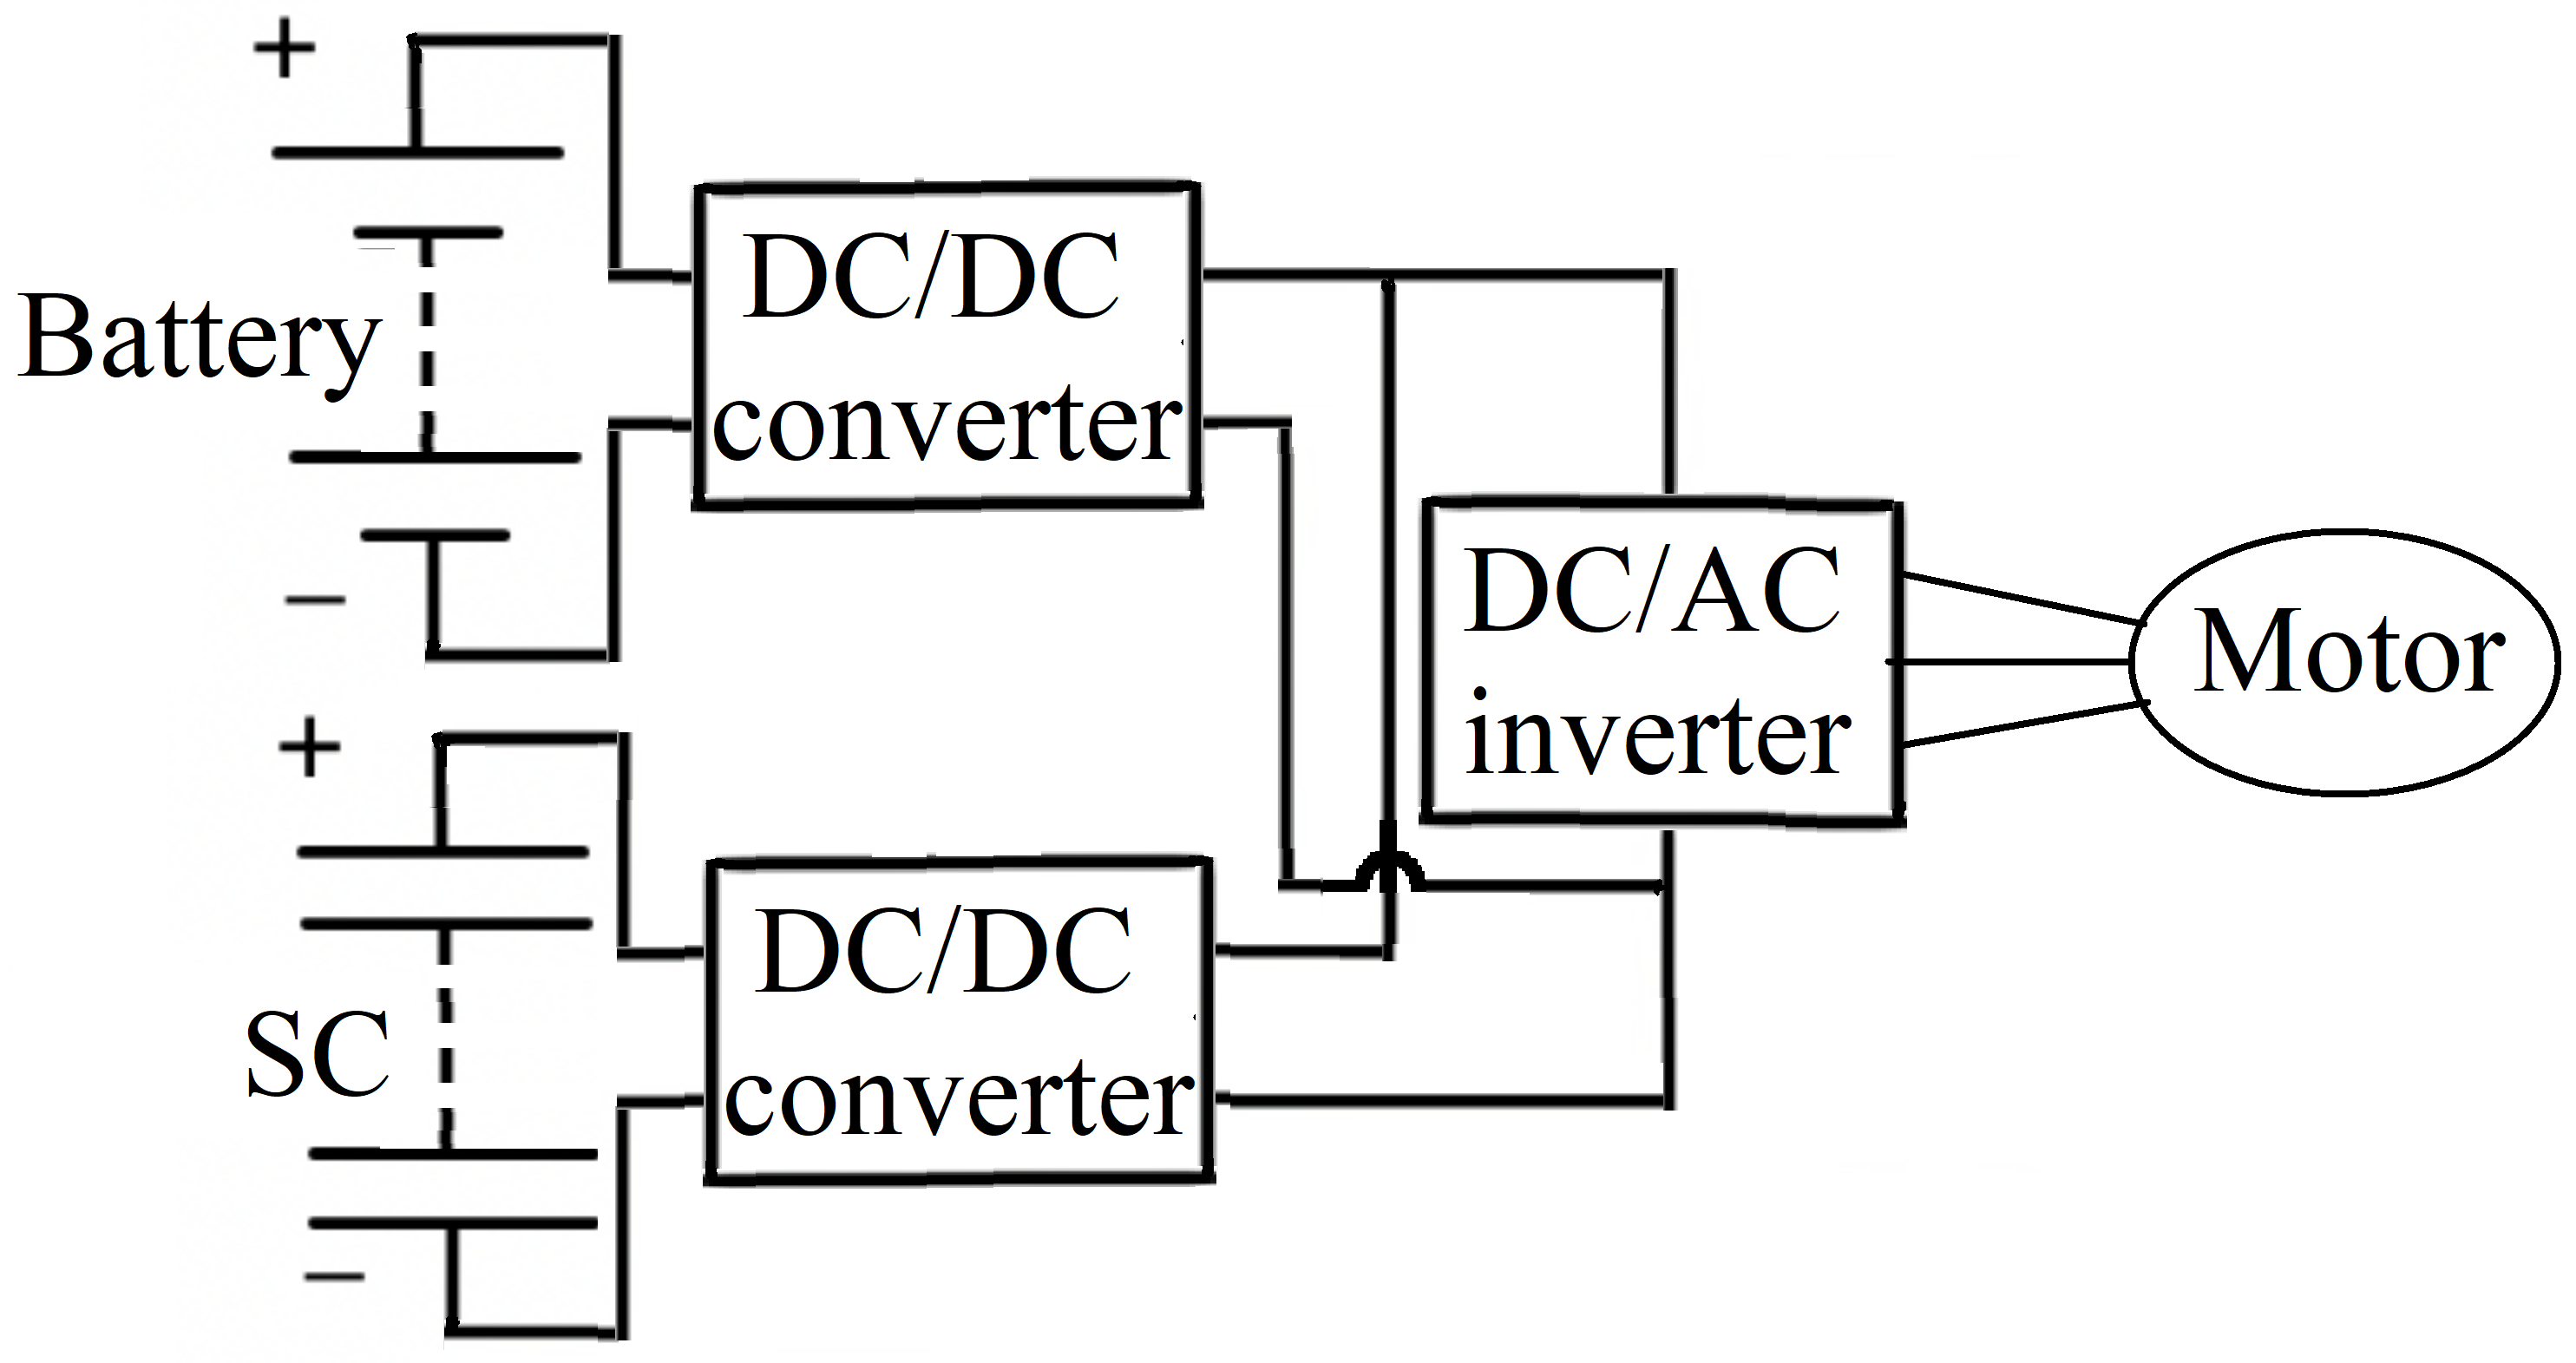 +
Battery
−
DC/DC
converter
+
SC
−
DC/DC
converter
DC/AC
inverter
Motor